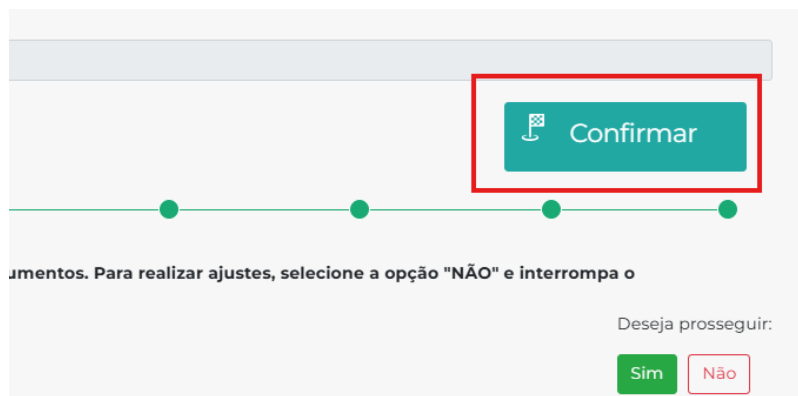 Confirmar
umentos. Para realizar ajustes, selecione a opção "NÃO" e interrompa o
Deseja prosseguir:
Sim Não